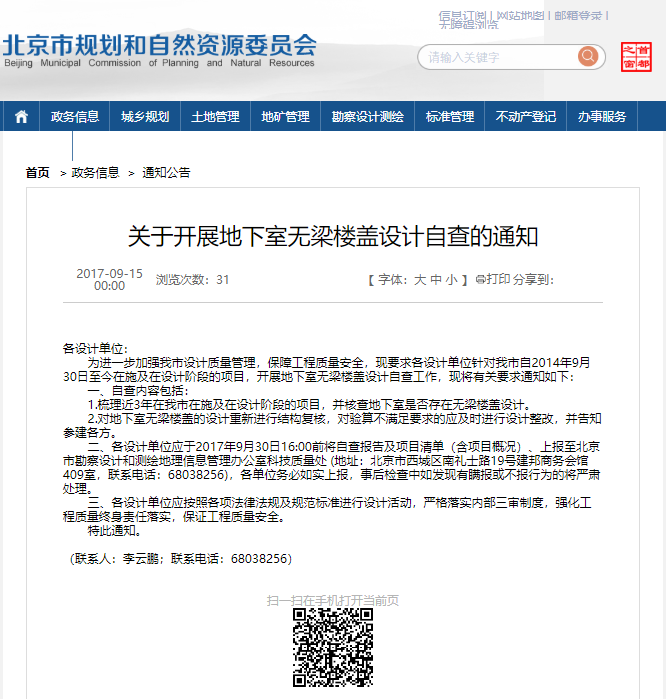 信息订阅 | 网站地图 | 邮箱登录 |
无障碍浏览
北京市规划和自然资源委员会
Beijing Municipal Commission of Planning and Natural Resources
请输入关键字
首都之窗
政务信息 城乡规划 土地管理 地矿管理 勘察设计测绘 标准管理 不动产登记 办事服务
首页 > 政务信息 > 通知公告
关于开展地下室无梁楼盖设计自查的通知
2017-09-15 00:00 浏览次数：31 【 字体：大 中 小 】 打印 分享到：
各设计单位：
为进一步加强我市设计质量管理，保障工程质量安全，现要求各设计单位针对我市自2014年9月
30日至今在施及在设计阶段的项目，开展地下室无梁楼盖设计自查工作，现将有关要求通知如下：
一、自查内容包括：
1.梳理近3年在我市在施及在设计阶段的项目，并核查地下室是否存在无梁楼盖设计。
2.对地下室无梁楼盖的设计重新进行结构复核，对验算不满足要求的应及时进行设计整改，并告知
参建各方。
二、各设计单位应于2017年9月30日16:00前将自查报告及项目清单（含项目概况）、上报至北京
市勘察设计和测绘地理信息管理办公室科技质量处 (地址：北京市西城区南礼士路19号建邦商务会馆
409室，联系电话：68038256)，各单位务必如实上报，事后检查中如发现有瞒报或不报行为的将严肃
处理。
三、各设计单位应按照各项法律法规及规范标准进行设计活动，严格落实内部三审制度，强化工
程质量终身责任落实，保证工程质量安全。
特此通知。
（联系人：李云鹏；联系电话：68038256）
扫一扫在手机打开当前页